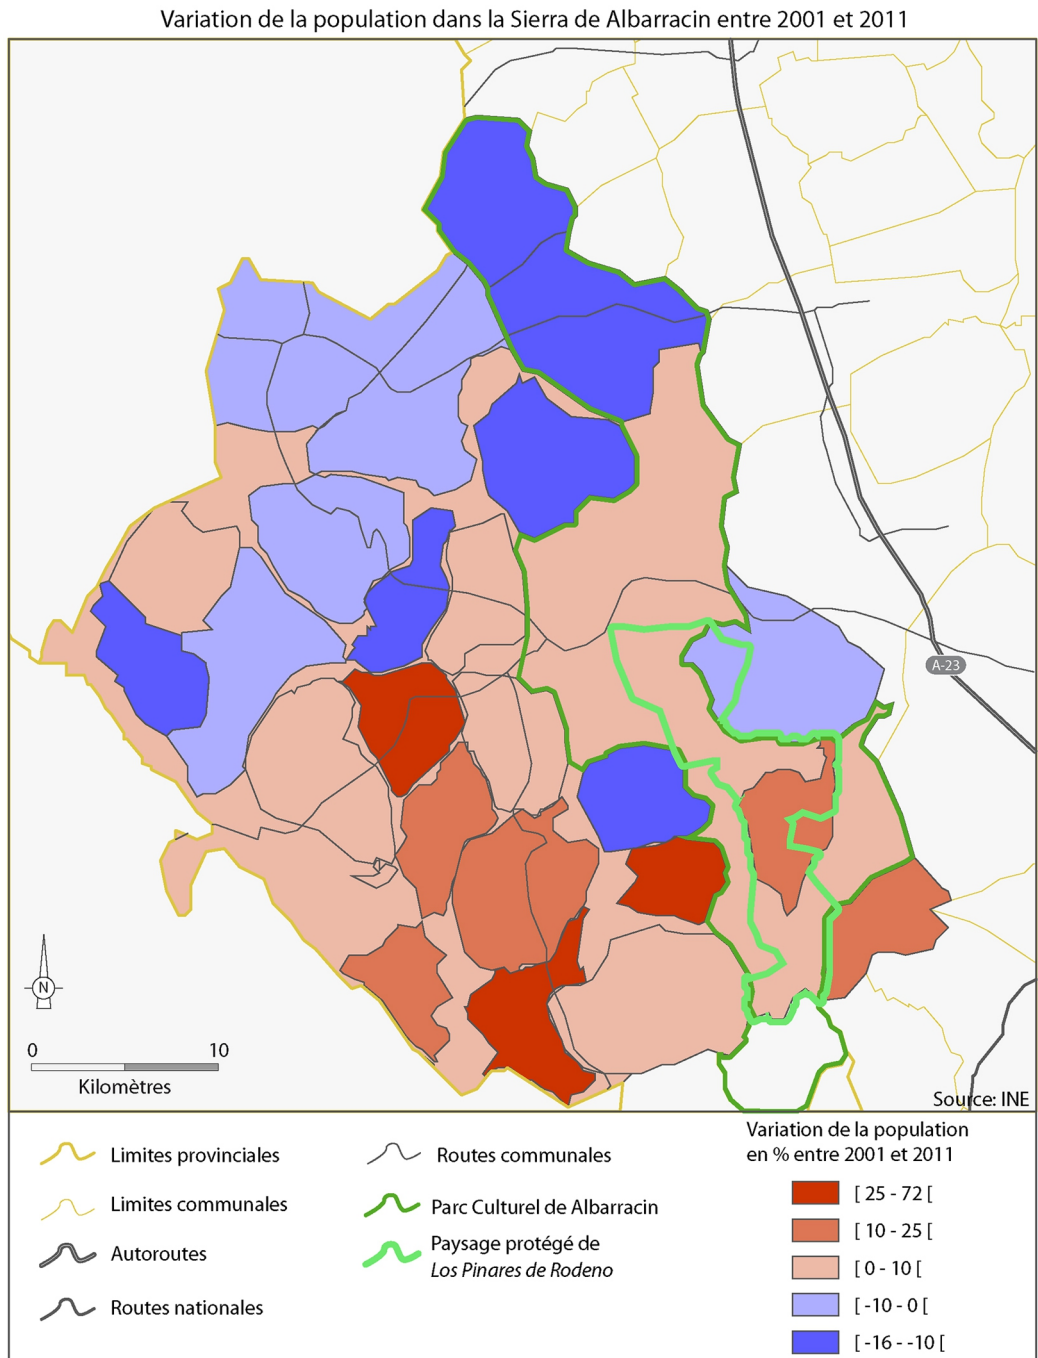 Variation de la population dans la Sierra de Albarracin entre 2001 et 2011
A-23
N
0 10
Kilomètres
Source: INE
Limites provinciales
Limites communales
Autoroutes
Routes nationales
Routes communales
Parc Culturel de Albarracin
Paysage protégé de
Los Pinares de Rodeno
Variation de la population
en % entre 2001 et 2011
[ 25 - 72 [
[ 10 - 25 [
[ 0 - 10 [
[ -10 - 0 [
[ -16 - -10 [